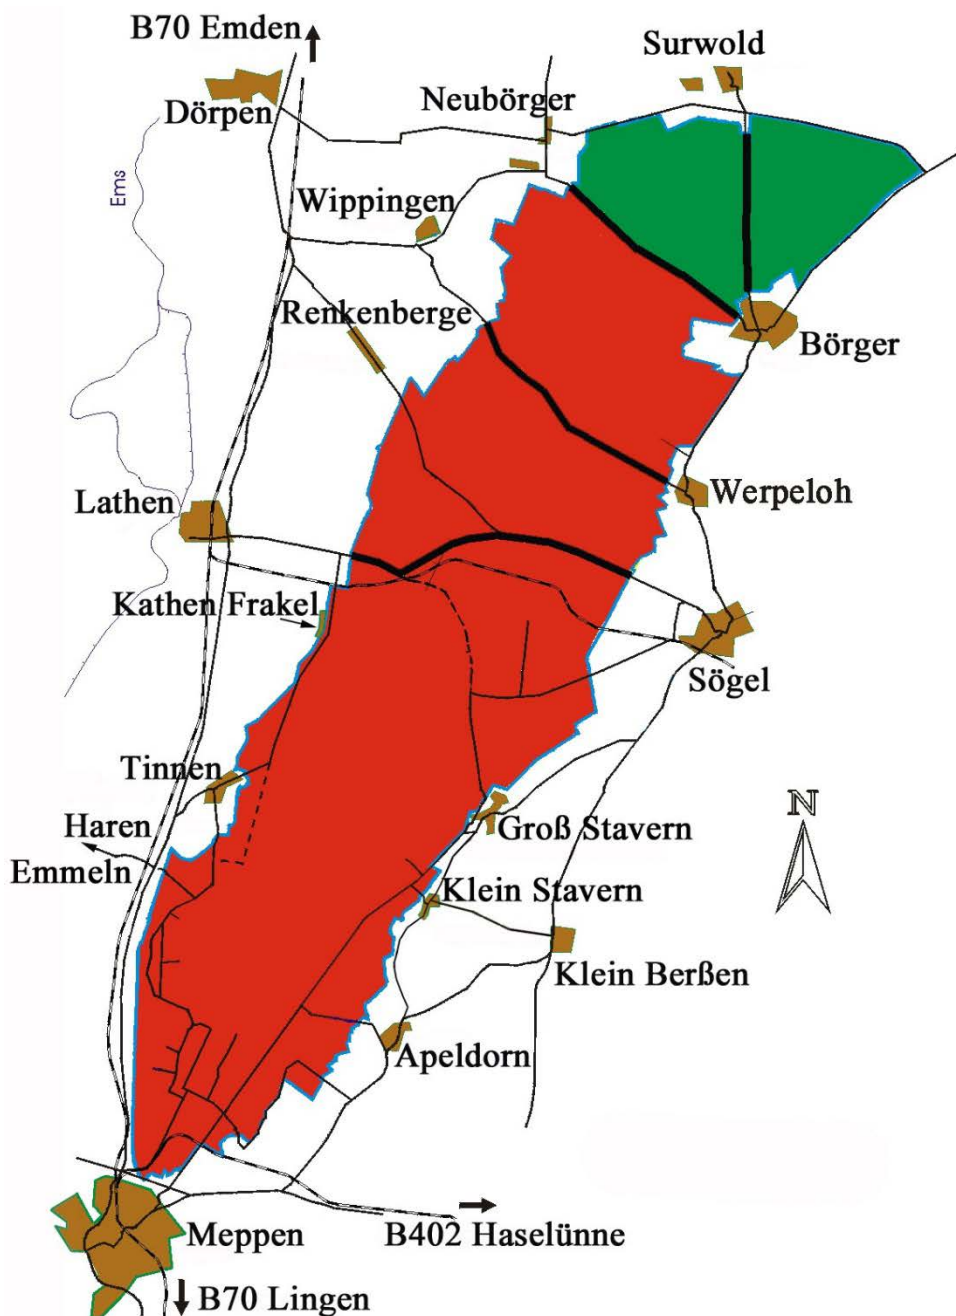 B70 Emden
Surwold
Neubörger
Dörpen
Ems
Wippingen
Renkenberge
Börger
Lathen
Werpeloh
Kathen Frakel
Sögel
Tinnen
N
Haren
Groß Stavern
Emmeln
Klein Stavern
Klein Berßen
Apeldorn
Meppen
B402 Haselünne
B70 Lingen